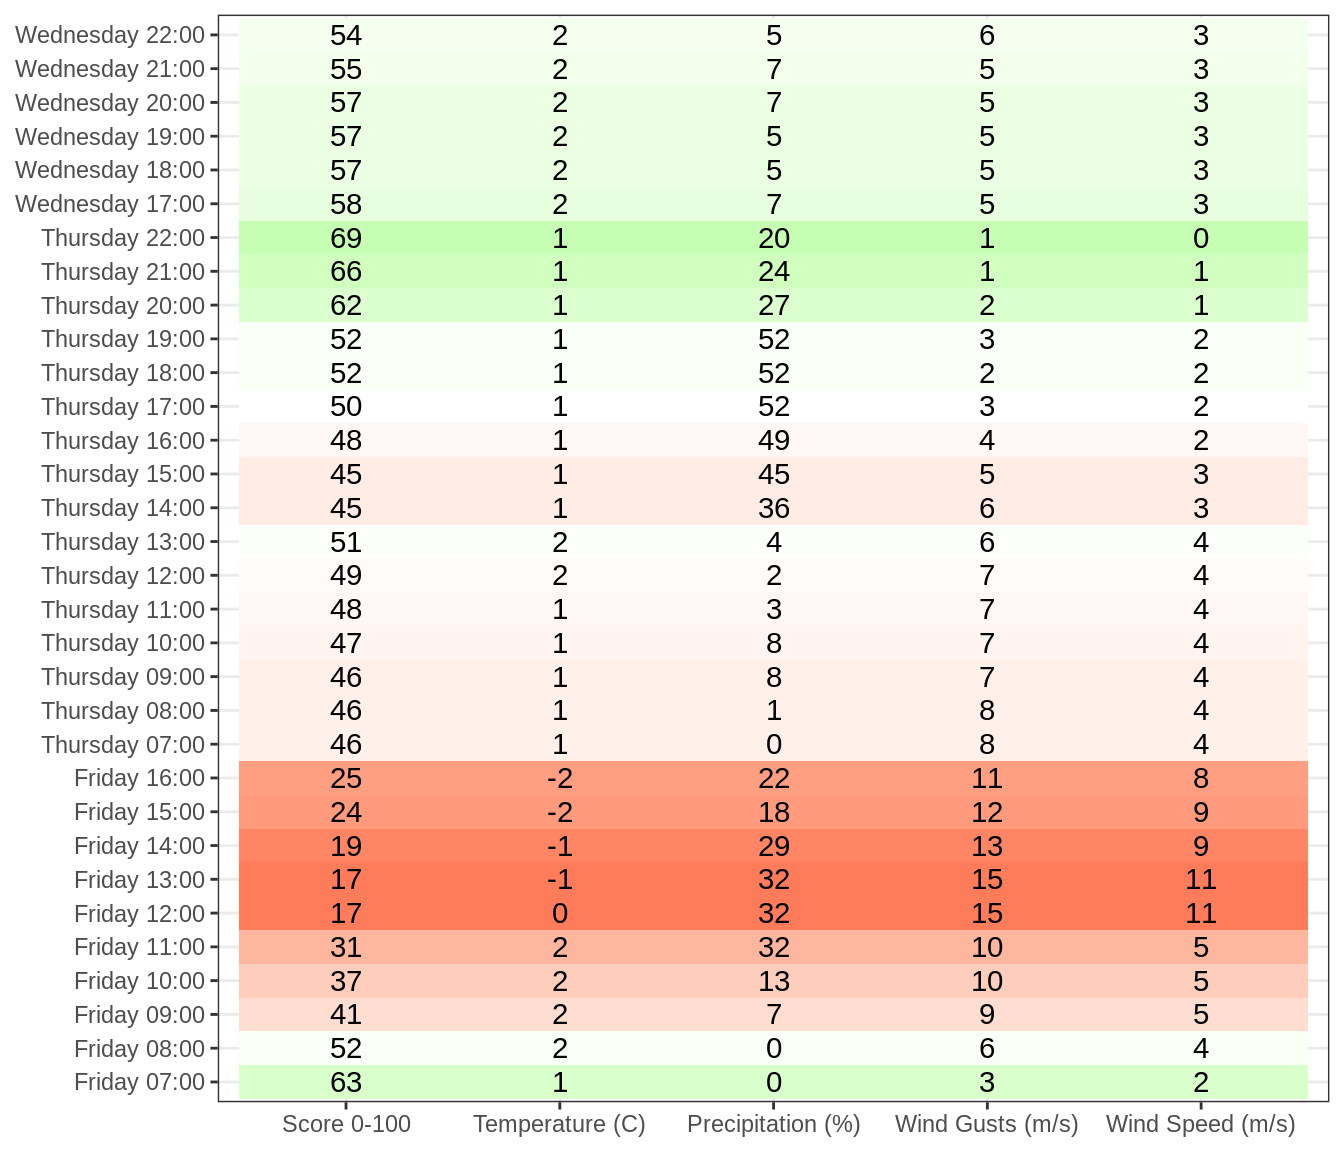 Wednesday 22:00 54 2 5 6 3
Wednesday 21:00 55 2 7 5 3
Wednesday 20:00 57 2 7 5 3
Wednesday 19:00 57 2 5 5 3
Wednesday 18:00 57 2 5 5 3
Wednesday 17:00 58 2 7 5 3
Thursday 22:00 69 1 20 1 0
Thursday 21:00 66 1 24 1 1
Thursday 20:00 62 1 27 2 1
Thursday 19:00 52 1 52 3 2
Thursday 18:00 52 1 52 2 2
Thursday 17:00 50 1 52 3 2
Thursday 16:00 48 1 49 4 2
Thursday 15:00 45 1 45 5 3
Thursday 14:00 45 1 36 6 3
Thursday 13:00 51 2 4 6 4
Thursday 12:00 49 2 2 7 4
Thursday 11:00 48 1 3 7 4
Thursday 10:00 47 1 8 7 4
Thursday 09:00 46 1 8 7 4
Thursday 08:00 46 1 1 8 4
Thursday 07:00 46 1 0 8 4
Friday 16:00 25 -2 22 11 8
Friday 15:00 24 -2 18 12 9
Friday 14:00 19 -1 29 13 9
Friday 13:00 17 -1 32 15 11
Friday 12:00 17 0 32 15 11
Friday 11:00 31 2 32 10 5
Friday 10:00 37 2 13 10 5
Friday 09:00 41 2 7 9 5
Friday 08:00 52 2 0 6 4
Friday 07:00 63 1 0 3 2
Score 0-100 Temperature (C) Precipitation (%) Wind Gusts (m/s) Wind Speed (m/s)